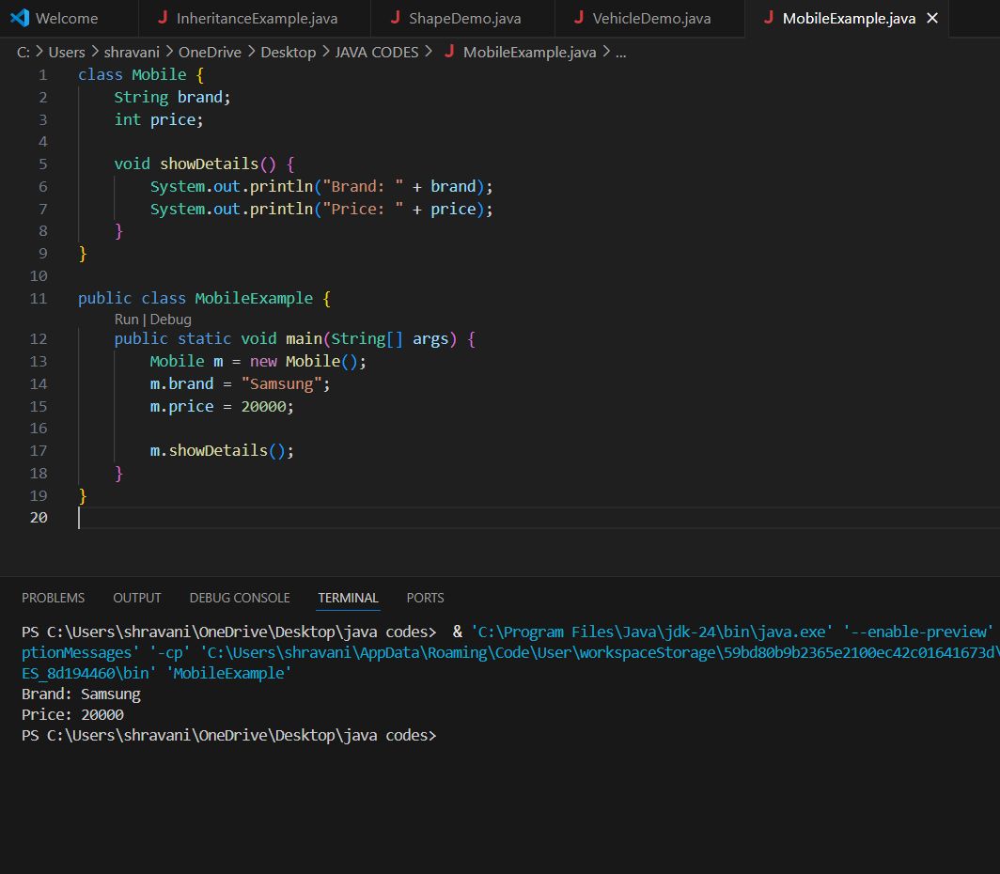 Welcome J InheritanceExample.java J ShapeDemo.java J VehicleDemo.java J MobileExample.java ×
C: > Users > shravani > OneDrive > Desktop > JAVA CODES > J MobileExample.java > ...
1 class Mobile {
2 String brand;
3 int price;
4
5 void showDetails() {
6 System.out.println("Brand: " + brand);
7 System.out.println("Price: " + price);
8 }
9 }
10
11 public class MobileExample {
Run | Debug
12 public static void main(String[] args) {
13 Mobile m = new Mobile();
14 m.brand = "Samsung";
15 m.price = 20000;
16
17 m.showDetails();
18 }
19 }
20
PROBLEMS OUTPUT DEBUG CONSOLE TERMINAL PORTS
PS C:\Users\shravani\OneDrive\Desktop\java codes> & 'C:\Program Files\Java\jdk-24\bin\java.exe' '--enable-preview'
ptionMessages' '-cp' 'C:\Users\shravani\AppData\Roaming\Code\User\workspaceStorage\59bd80b9b2365e2100ec42c01641673d\
ES_8d194460\bin' 'MobileExample'
Brand: Samsung
Price: 20000
PS C:\Users\shravani\OneDrive\Desktop\java codes>